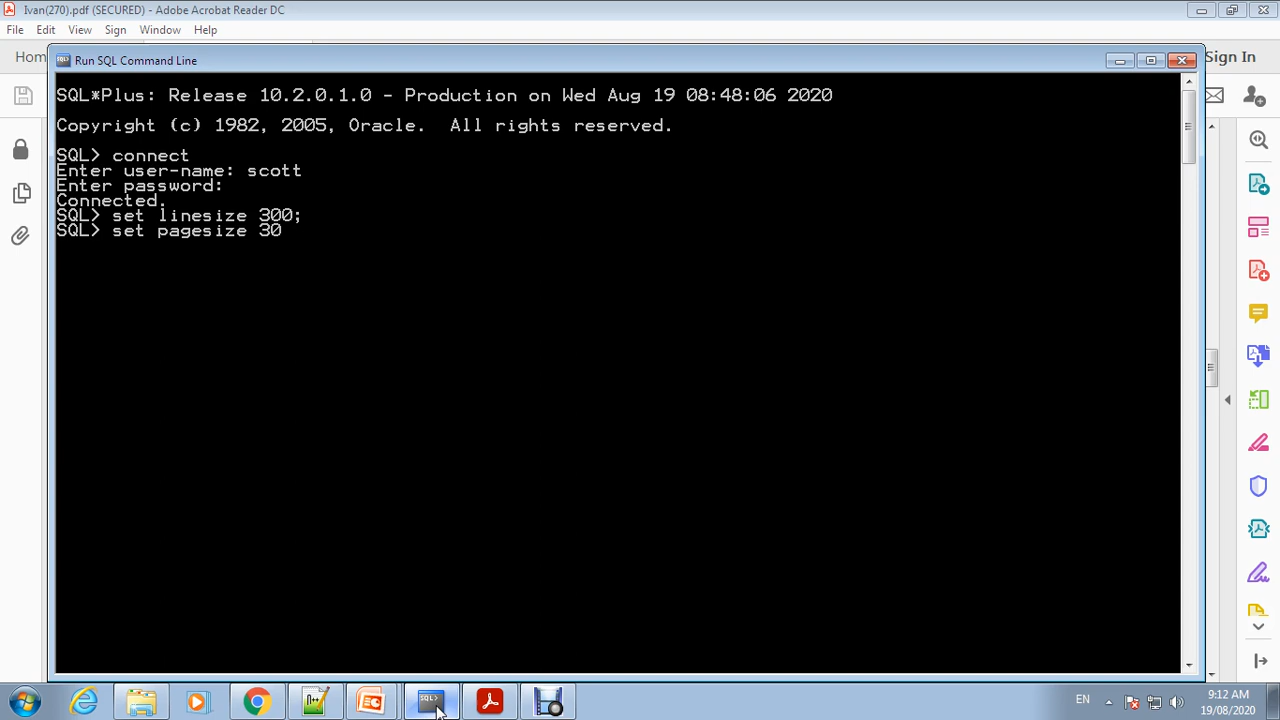 Ivan(270).pdf (SECURED) - Adobe Acrobat Reader DC
File Edit View Sign Window Help
Hom
Sign In
Run SQL Command Line
SQL*Plus: Release 10.2.0.1.0 - Production on Wed Aug 19 08:48:06 2020
Copyright (c) 1982, 2005, Oracle.  All rights reserved.
SQL> connect
Enter user-name: scott
Enter password:
Connected.
SQL> set linesize 300;
SQL> set pagesize 30
EN
9:12 AM
19/08/2020